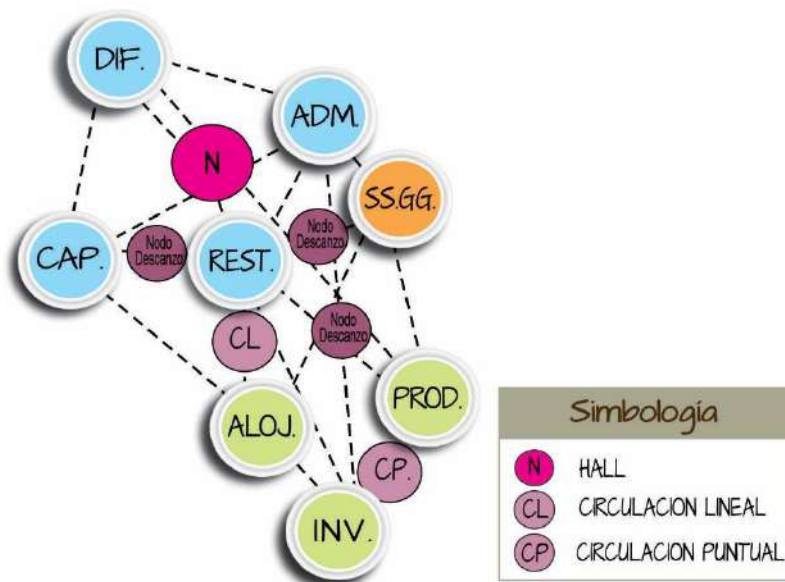 DIF.
ADM.
N
SS.GG.
CAP.
Nodo
Descanzo
REST.
Nodo
Descanzo
Nodo
Descanzo
CL
PROD.
ALOJ.
CP.
INV.
Simbología
N HALL
CL CIRCULACION LINEAL
CP CIRCULACION PUNTUAL